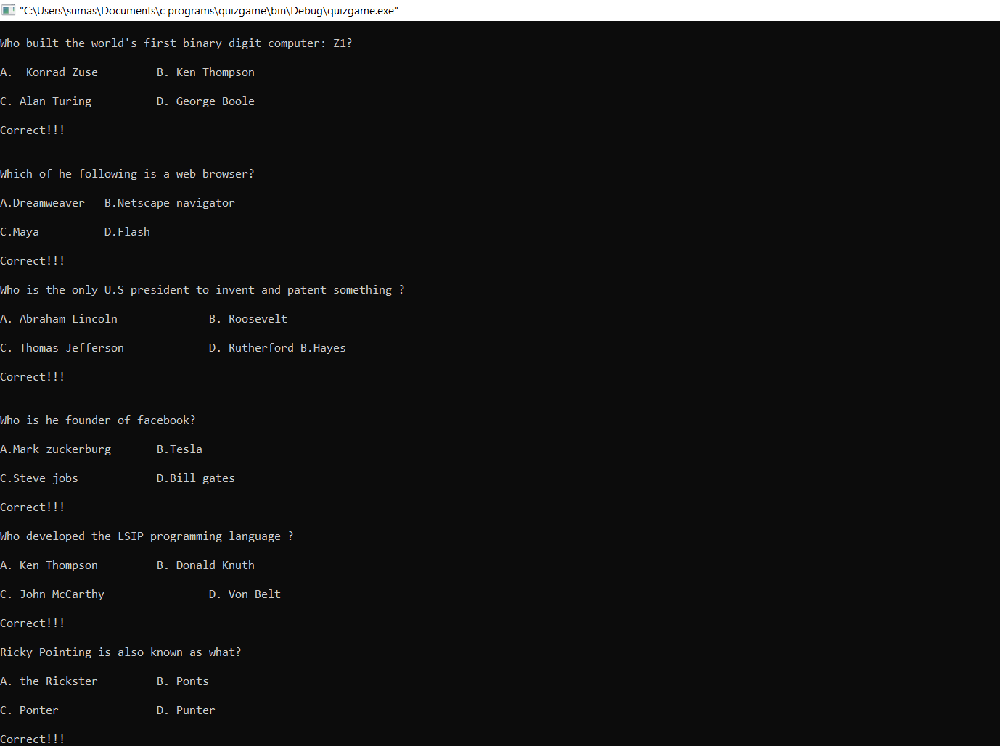 "C:\Users\sumas\Documents\c programs\quizgame\bin\Debug\quizgame.exe"
Who built the world's first binary digit computer: Z1?
A.  Konrad Zuse         B. Ken Thompson
C. Alan Turing          D. George Boole
Correct!!!
Which of he following is a web browser?
A.Dreamweaver   B.Netscape navigator
C.Maya          D.Flash
Correct!!!
Who is the only U.S president to invent and patent something ?
A. Abraham Lincoln              B. Roosevelt
C. Thomas Jefferson             D. Rutherford B.Hayes
Correct!!!
Who is he founder of facebook?
A.Mark zuckerburg       B.Tesla
C.Steve jobs            D.Bill gates
Correct!!!
Who developed the LSIP programming language ?
A. Ken Thompson         B. Donald Knuth
C. John McCarthy                D. Von Belt
Correct!!!
Ricky Pointing is also known as what?
A. the Rickster         B. Ponts
C. Ponter               D. Punter
Correct!!!